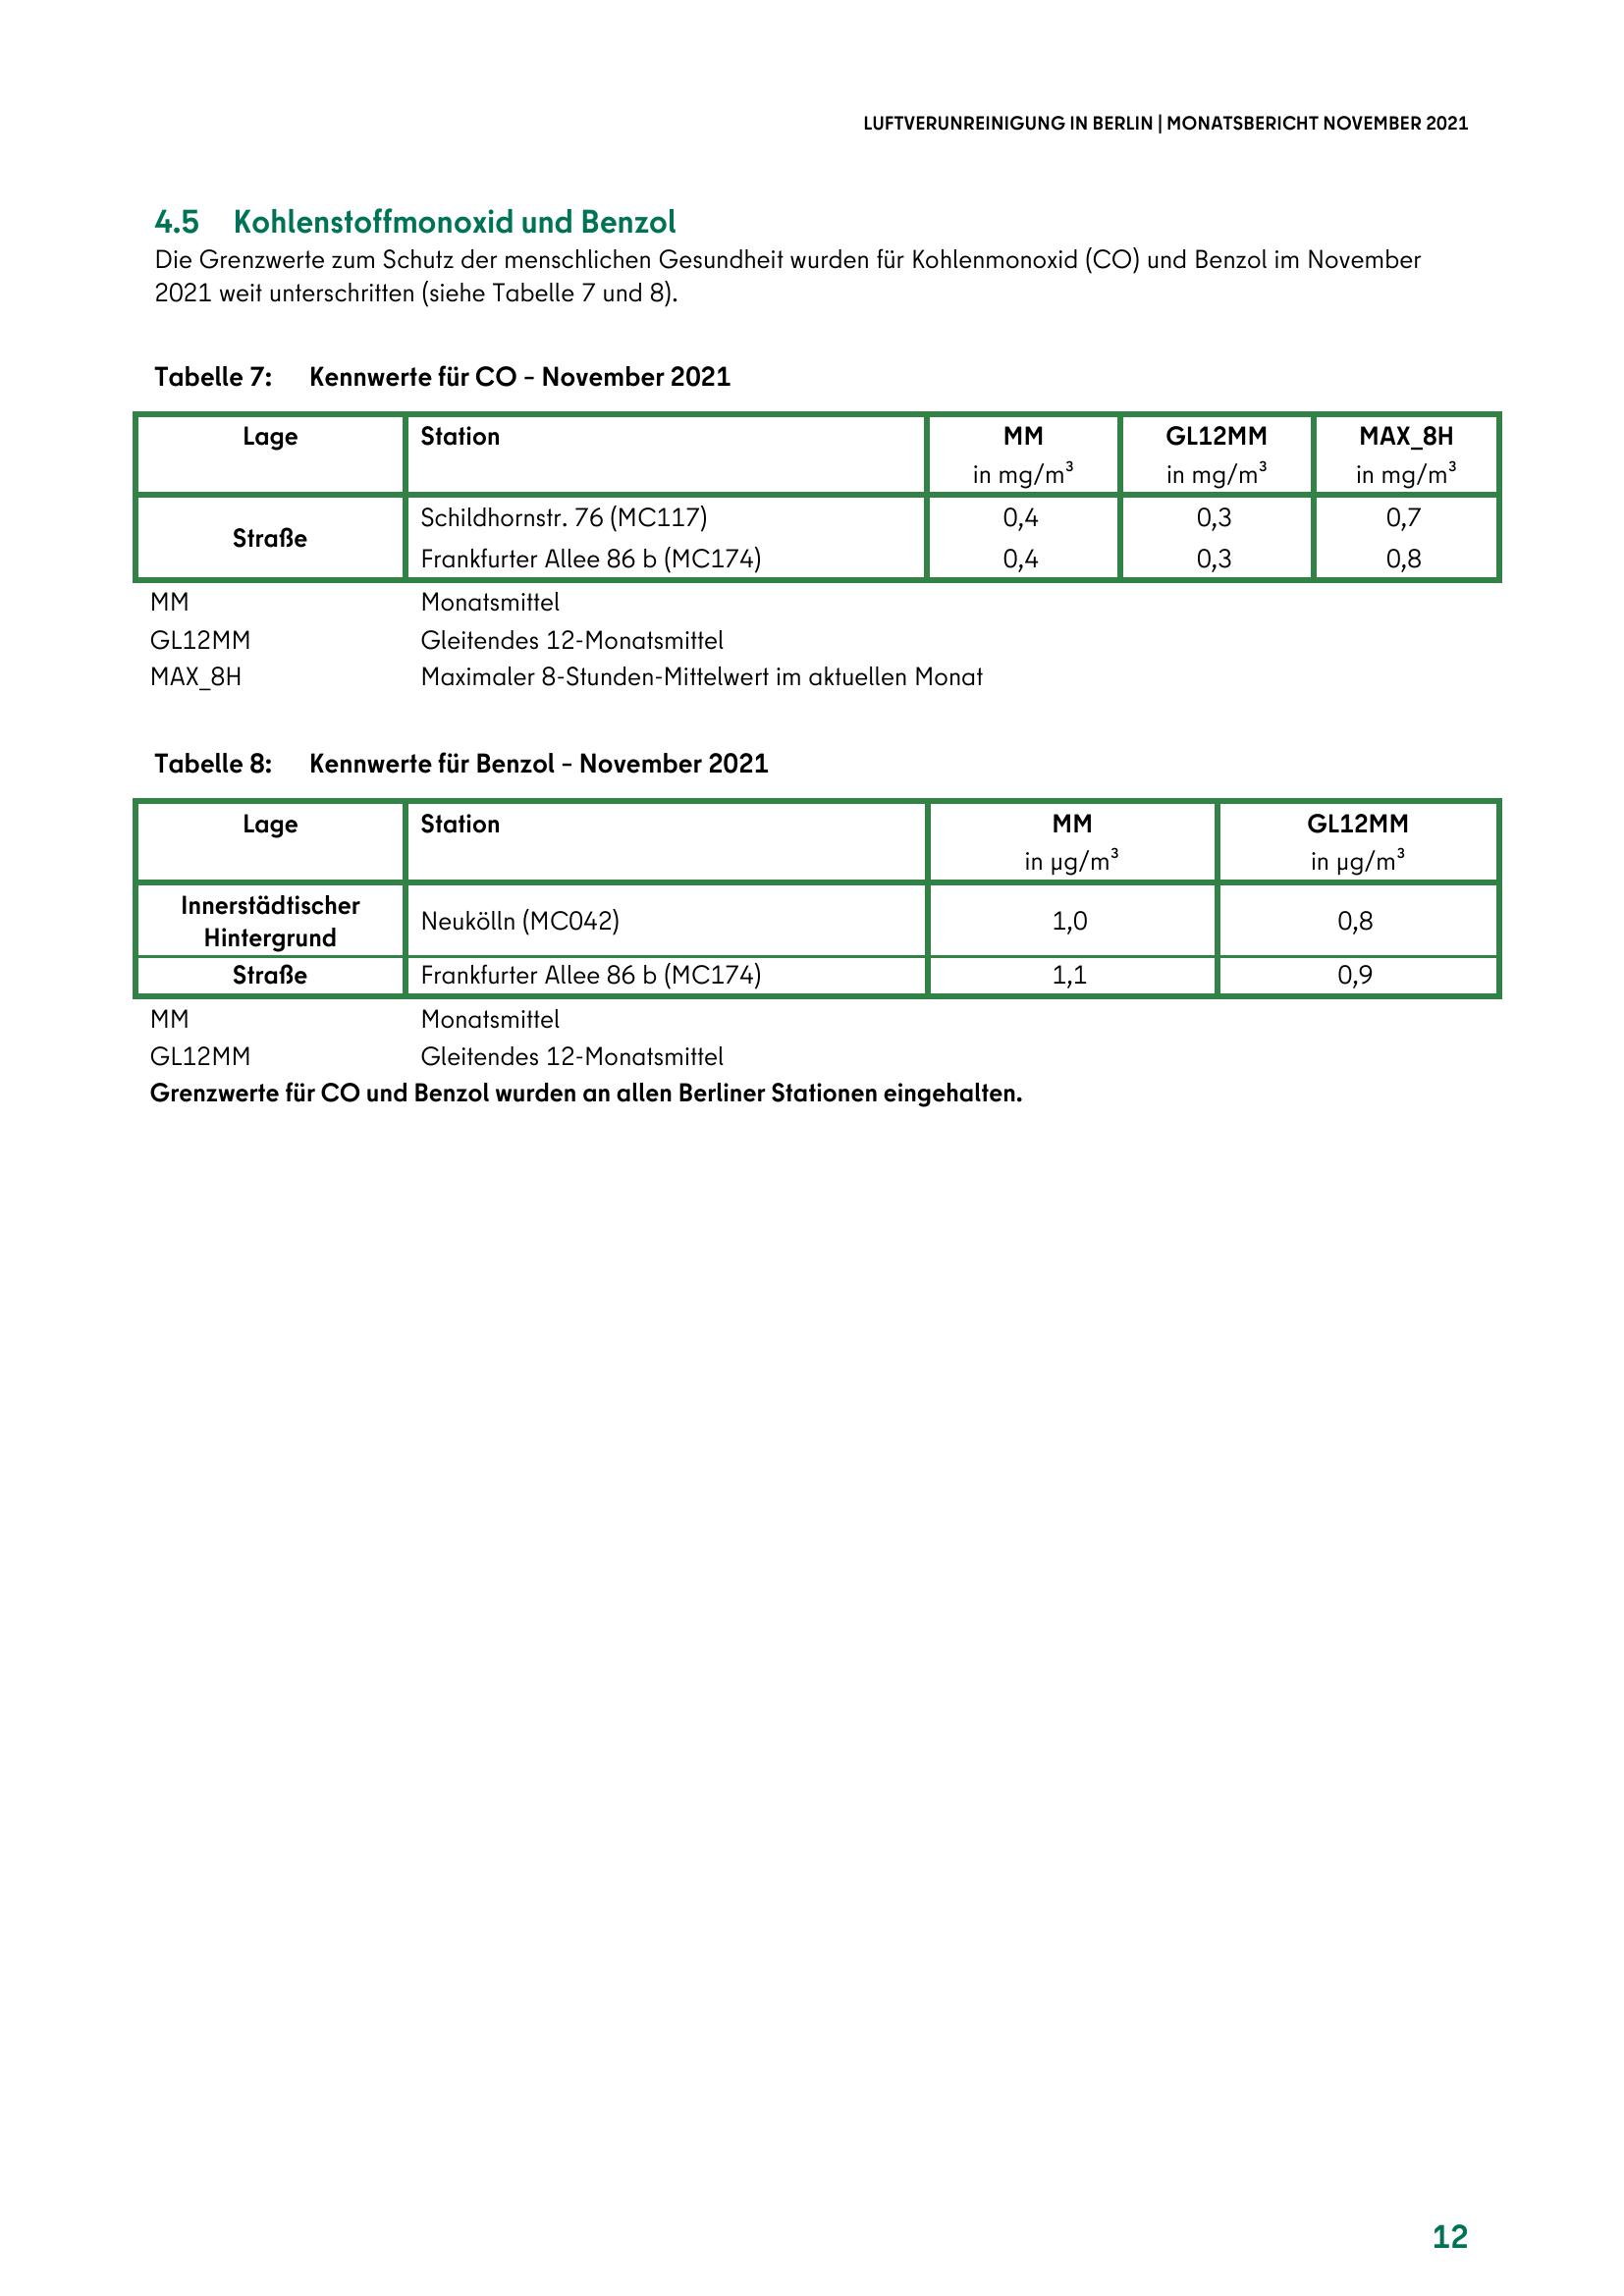 LUFTVERUNREINIGUNG IN BERLIN | MONATSBERICHT NOVEMBER 2021
4.5 Kohlenstoffmonoxid und Benzol
Die Grenzwerte zum Schutz der menschlichen Gesundheit wurden für Kohlenmonoxid (CO) und Benzol im November
2021 weit unterschritten (siehe Tabelle 7 und 8).
Tabelle 7: Kennwerte für CO – November 2021
Lage Station MM GL12MM MAX_8H
in mg/m³ in mg/m³ in mg/m³
Straße
Schildhornstr. 76 (MC117) 0,4 0,3 0,7
Frankfurter Allee 86 b (MC174) 0,4 0,3 0,8
MM Monatsmittel
GL12MM Gleitendes 12-Monatsmittel
MAX_8H Maximaler 8-Stunden-Mittelwert im aktuellen Monat
Tabelle 8: Kennwerte für Benzol – November 2021
Lage Station MM GL12MM
in µg/m³ in µg/m³
Innerstädtischer
Hintergrund
Neukölln (MC042) 1,0 0,8
Straße Frankfurter Allee 86 b (MC174) 1,1 0,9
MM Monatsmittel
GL12MM Gleitendes 12-Monatsmittel
Grenzwerte für CO und Benzol wurden an allen Berliner Stationen eingehalten.
12